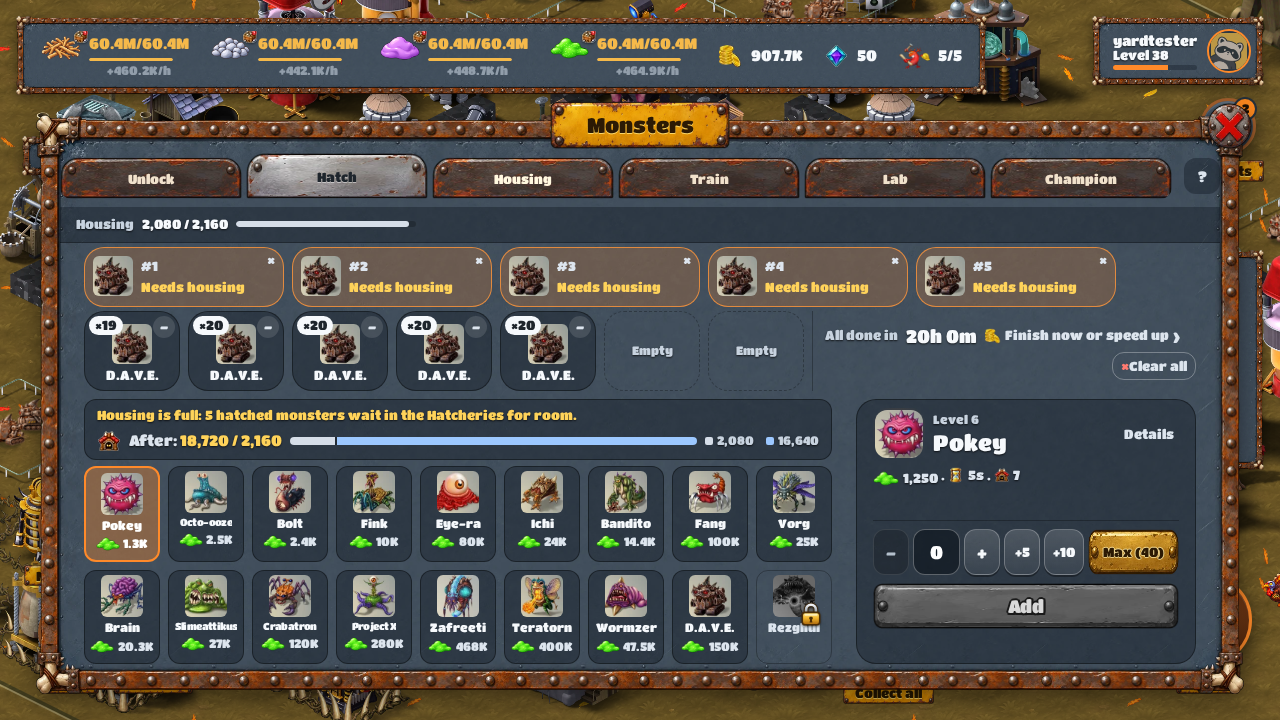 60.4M/60.4M
+460.2K/h
60.4M/60.4M
+442.1K/h
60.4M/60.4M
+448.7K/h
60.4M/60.4M
+464.9K/h
907.7K
50
5/5
yardtester
Level 38
Monsters
Unlock
Hatch
Housing
Train
Lab
Champion
?
Housing 2,080 / 2,160
#1
Needs housing
#2
Needs housing
#3
Needs housing
#4
Needs housing
#5
Needs housing
×19
D.A.V.E.
×20
D.A.V.E.
×20
D.A.V.E.
×20
D.A.V.E.
×20
D.A.V.E.
Empty
Empty
All done in 20h 0m Finish now or speed up ›
×Clear all
Housing is full: 5 hatched monsters wait in the Hatcheries for room.
After: 18,720 / 2,160
2,080
16,640
Pokey
1.3K
Octo-ooze
2.5K
Bolt
2.4K
Fink
10K
Eye-ra
80K
Ichi
24K
Bandito
14.4K
Fang
100K
Vorg
25K
Brain
20.3K
Slimeattikus
27K
Crabatron
120K
Project X
280K
Zafreeti
468K
Teratorn
400K
Wormzer
47.5K
D.A.V.E.
150K
Level 6
Pokey
Details
1,250 · 5s · 7
-
0
+
+5
+10
Max (40)
Add
Collect all